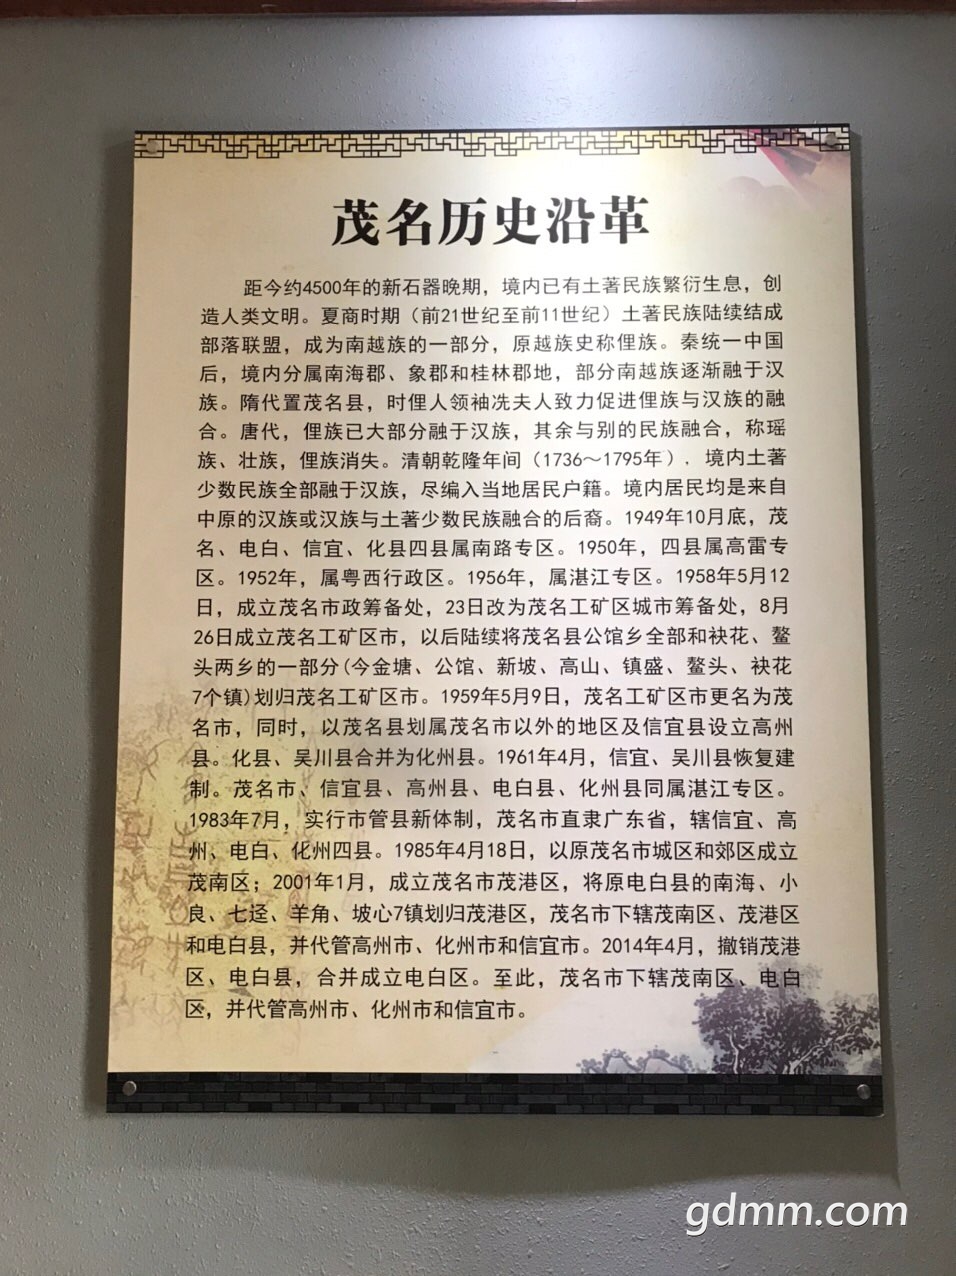 茂名历史沿革
距今约4500年的新石器晚期，境内已有土著民族繁衍生息，创
造人类文明。夏商时期（前21世纪至前11世纪）土著民族陆续结成
部落联盟，成为南越族的一部分，原越族史称俚族。秦统一中国
后，境内分属南海郡、象郡和桂林郡地，部分南越族逐渐融于汉
族。隋代置茂名县，时俚人领袖冼夫人致力促进俚族与汉族的融
合。唐代，俚族已大部分融于汉族，其余与别的民族融合，称瑶
族、壮族，俚族消失。清朝乾隆年间（1736～1795年）．境内土著
少数民族全部融于汉族，尽编入当地居民户籍。境内居民均是来自
中原的汉族或汉族与土著少数民族融合的后裔。1949年10月底，茂
名、电白、信宜、化县四县属南路专区。1950年，四县属高雷专
区。1952年，属粤西行政区。1956年，属湛江专区。1958年5月12
日，成立茂名市政筹备处，23日改为茂名工矿区城市筹备处，8月
26日成立茂名工矿区市，以后陆续将茂名县公馆乡全部和袂花、鳌
头两乡的一部分(今金塘、公馆、新坡、高山、镇盛、鳌头、袂花
7个镇)划归茂名工矿区市。1959年5月9日，茂名工矿区市更名为茂
名市，同时，以茂名县划属茂名市以外的地区及信宜县设立高州
县。化县、吴川县合并为化州县。1961年4月，信宜、吴川县恢复建
制。茂名市、信宜县、高州县、电白县、化州县同属湛江专区。
1983年7月，实行市管县新体制，茂名市直隶广东省，辖信宜、高
州、电白、化州四县。1985年4月18日，以原茂名市城区和郊区成立
茂南区；2001年1月，成立茂名市茂港区，将原电白县的南海、小
良、七迳、羊角、坡心7镇划归茂港区，茂名市下辖茂南区、茂港区
和电白县，并代管高州市、化州市和信宜市。2014年4月，撤销茂港
区、电白县，合并成立电白区。至此，茂名市下辖茂南区、电白
区，并代管高州市、化州市和信宜市。
gdmm.com